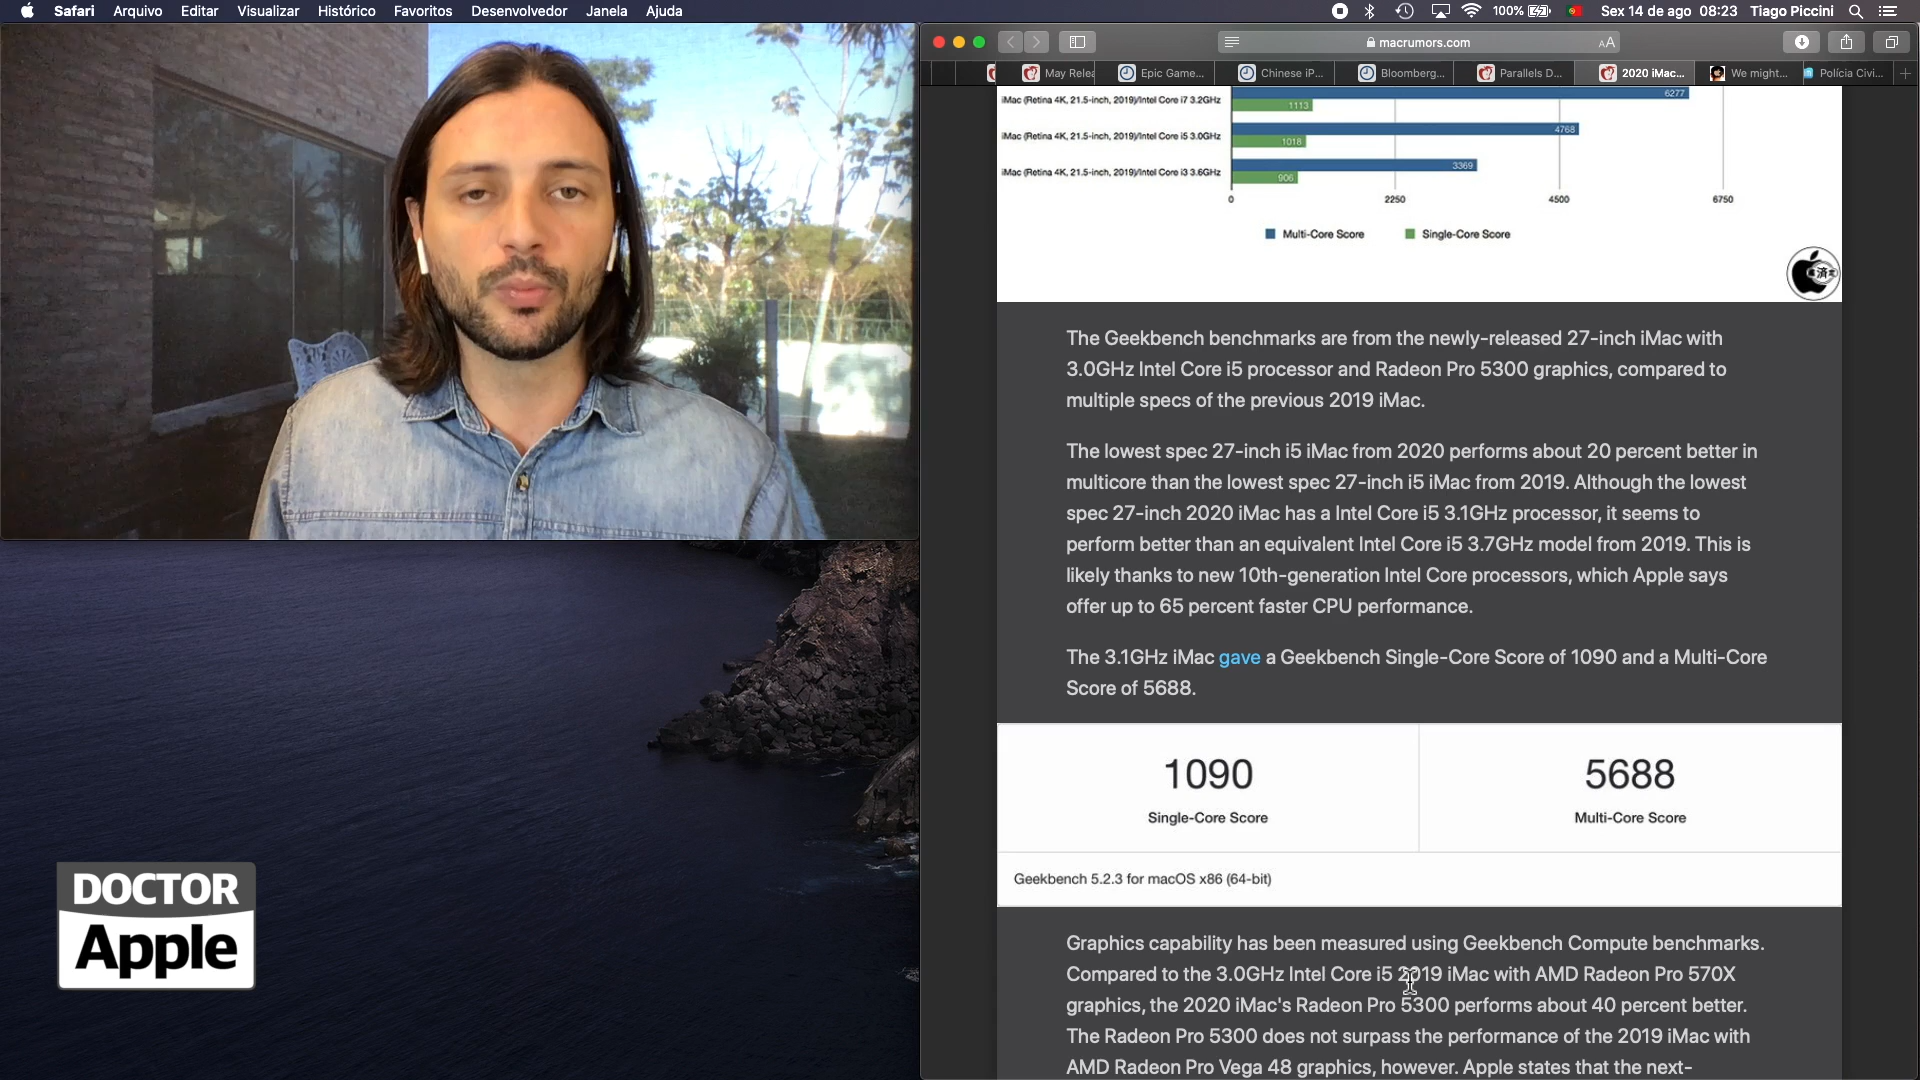 Safari Arquivo Editar Visualizar Histórico Favoritos Desenvolvedor Janela Ajuda
100% Sex 14 de ago 08:23 Tiago Piccini
macrumors.com
AA
May Relea Epic Game... Chinese iP... Bloomberg... Parallels D... 2020 iMac... We might... Polícia Civi...
iMac (Retina 4K, 21.5-inch, 2019)/Intel Core i7 3.2GHz 6277
1113
iMac (Retina 4K, 21.5-inch, 2019)/Intel Core i5 3.0GHz 4768
1018
iMac (Retina 4K, 21.5-inch, 2019)/Intel Core i3 3.6GHz 3369
906
0 2250 4500 6750
Multi-Core Score Single-Core Score
The Geekbench benchmarks are from the newly-released 27-inch iMac with
3.0GHz Intel Core i5 processor and Radeon Pro 5300 graphics, compared to
multiple specs of the previous 2019 iMac.
The lowest spec 27-inch i5 iMac from 2020 performs about 20 percent better in
multicore than the lowest spec 27-inch i5 iMac from 2019. Although the lowest
spec 27-inch 2020 iMac has a Intel Core i5 3.1GHz processor, it seems to
perform better than an equivalent Intel Core i5 3.7GHz model from 2019. This is
likely thanks to new 10th-generation Intel Core processors, which Apple says
offer up to 65 percent faster CPU performance.
The 3.1GHz iMac gave a Geekbench Single-Core Score of 1090 and a Multi-Core
Score of 5688.
1090 5688
Single-Core Score Multi-Core Score
Geekbench 5.2.3 for macOS x86 (64-bit)
Graphics capability has been measured using Geekbench Compute benchmarks.
Compared to the 3.0GHz Intel Core i5 2019 iMac with AMD Radeon Pro 570X
graphics, the 2020 iMac's Radeon Pro 5300 performs about 40 percent better.
The Radeon Pro 5300 does not surpass the performance of the 2019 iMac with
AMD Radeon Pro Vega 48 graphics, however. Apple states that the next-
DOCTOR
Apple